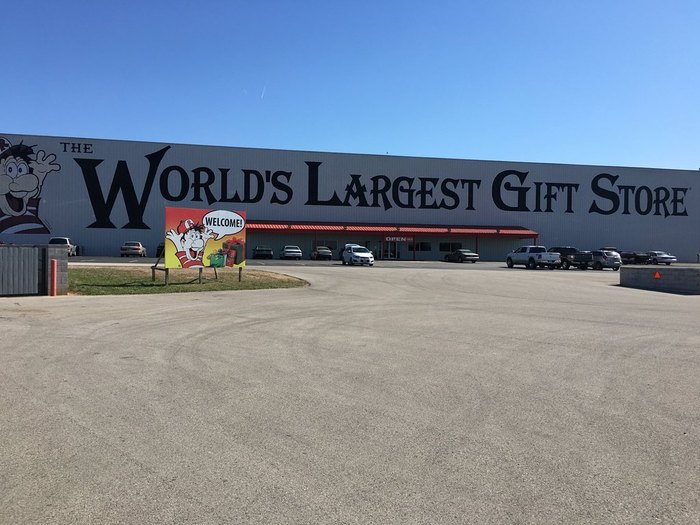 THE
WORLD'S LARGEST GIFT STORE
WELCOME!
OPEN